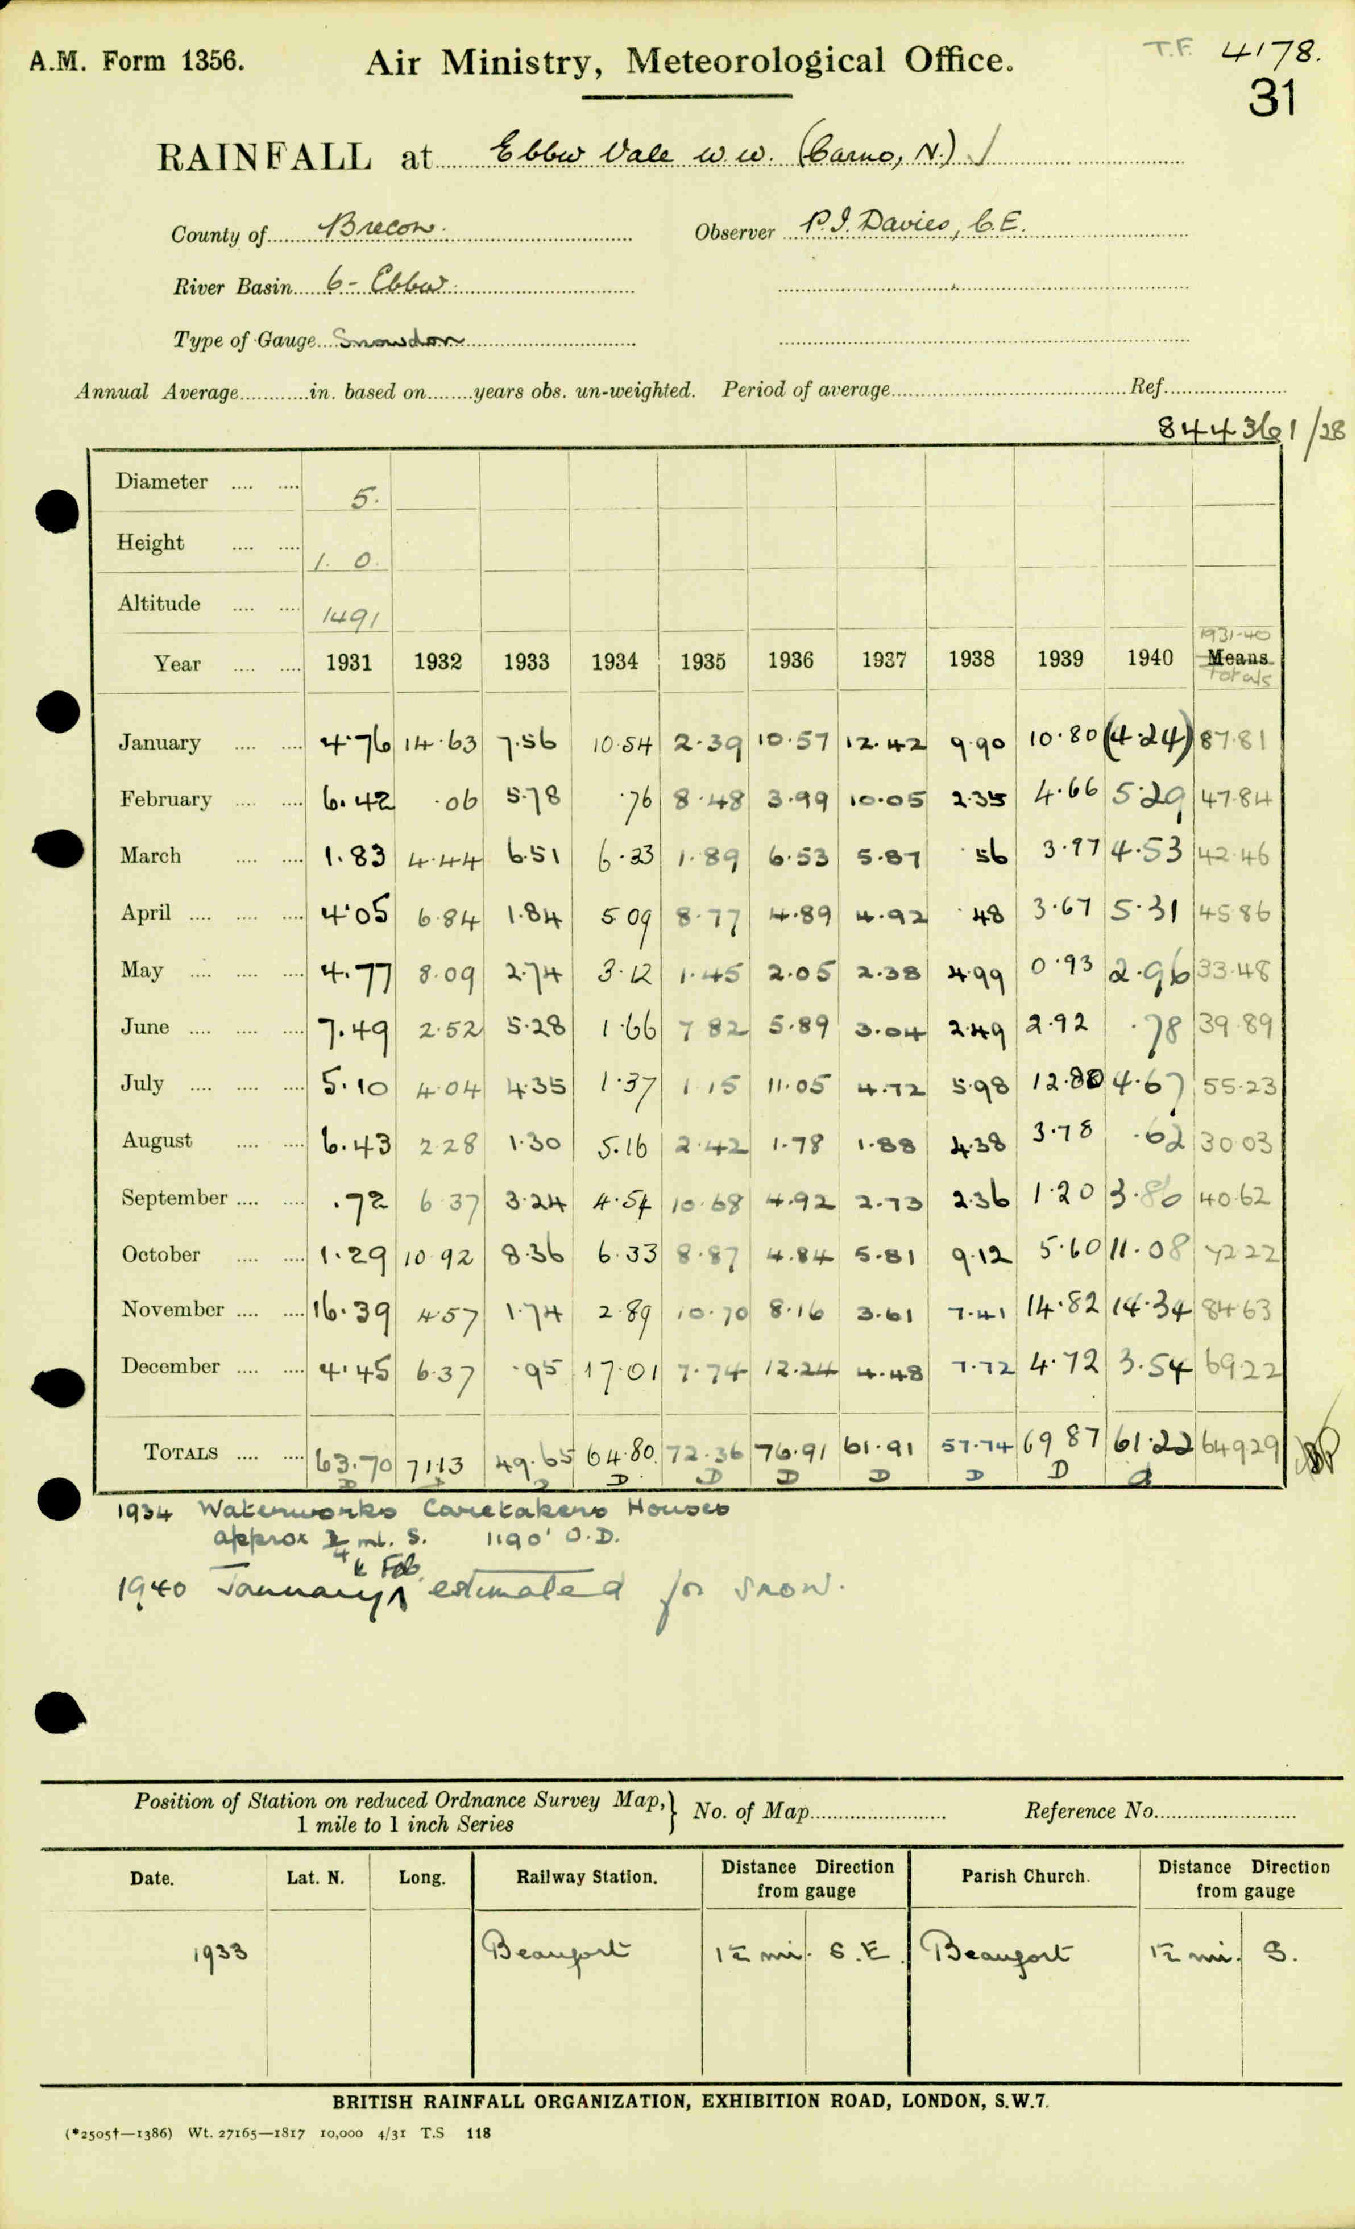 A.M. Form 1356.
Air Ministry, Meteorological Office.
T.F. 4178.
31
RAINFALL at Ebbw Vale W.W. (Carno, N.)
County of Brecon. Observer P.I. Davies, C.E.
River Basin 6 - Ebbw.
Type of Gauge Snowdon
Annual Average in. based on years obs. un-weighted. Period of average Ref.
844361/28
Diameter 5.
Height 1. 0.
Altitude 1491
1931-40
Year 1931 1932 1933 1934 1935 1936 1937 1938 1939 1940 Means
Totals
January 4.76 14.63 7.56 10.54 2.39 10.57 12.42 9.90 10.80 (4.24) 87.81
February 6.42 .06 5.78 .76 8.48 3.99 10.05 2.35 4.66 5.29 47.84
March 1.83 4.44 6.51 6.33 1.89 6.53 5.87 .56 3.97 4.53 42.46
April 4.05 6.84 1.84 5.09 8.77 4.89 4.92 .48 3.67 5.31 45.86
May 4.77 8.09 2.74 3.12 1.45 2.05 2.38 4.99 0.93 2.96 33.48
June 7.49 2.52 5.28 1.66 7.82 5.89 3.04 2.49 2.92 .78 39.89
July 5.10 4.04 4.35 1.37 1.15 11.05 4.72 5.98 12.80 4.67 55.23
August 6.43 2.28 1.30 5.16 2.42 1.78 1.88 4.38 3.78 .62 30.03
September .72 6.37 3.24 4.54 10.68 4.92 2.73 2.36 1.20 3.86 40.62
October 1.29 10.92 8.36 6.33 8.87 4.84 5.81 9.12 5.60 11.08 72.22
November 16.39 4.57 1.74 2.89 10.70 8.16 3.61 7.41 14.82 14.34 84.63
December 4.45 6.37 .95 17.01 7.74 12.24 4.48 7.72 4.72 3.54 69.22
TOTALS 63.70 71.13 49.65 64.80 72.36 76.91 61.91 57.74 69.87 61.22 649.29
D D D D D D D D D d
1934 Waterworks Caretakers Houses
approx 3/4 ml. S. 1190' O.D.
& Feb.
1940 January estimated for snow.
Position of Station on reduced Ordnance Survey Map, No. of Map Reference No.
1 mile to 1 inch Series
Date. Lat. N. Long. Railway Station. Distance Direction from gauge Parish Church. Distance Direction from gauge
1933 Beaufort 1½ mi. S.E. Beaufort 1½ mi. S.
BRITISH RAINFALL ORGANIZATION, EXHIBITION ROAD, LONDON, S.W.7.
(*2505†—1386) Wt. 27165—1817 10,000 4/31 T.S 118